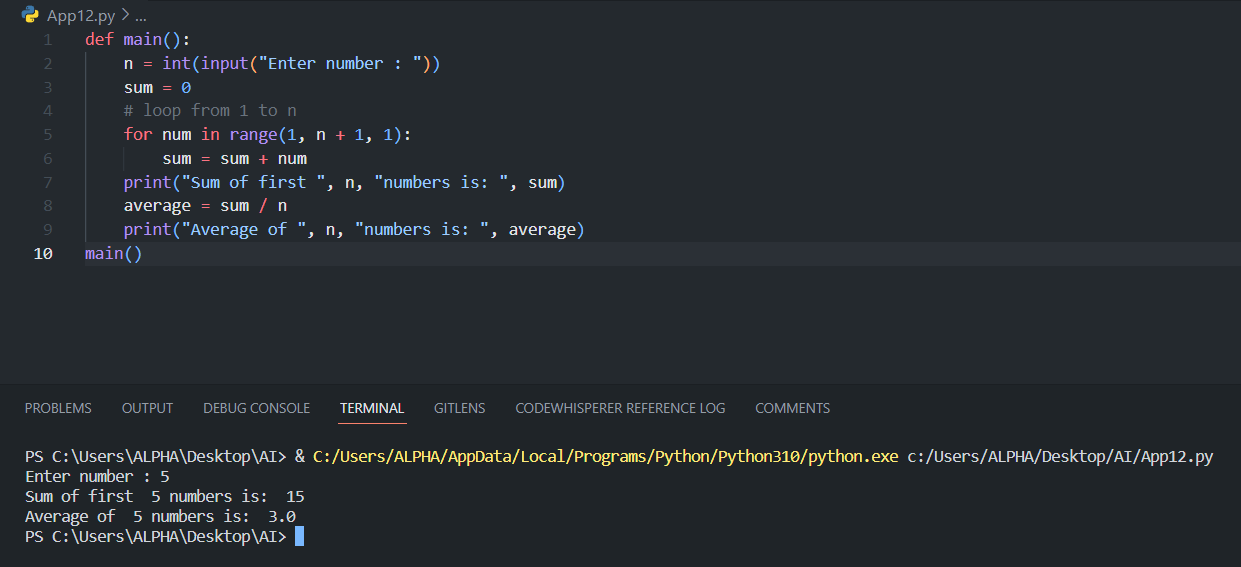 App12.py > ...
1 def main():
2     n = int(input("Enter number : "))
3     sum = 0
4     # loop from 1 to n
5     for num in range(1, n + 1, 1):
6         sum = sum + num
7     print("Sum of first ", n, "numbers is: ", sum)
8     average = sum / n
9     print("Average of ", n, "numbers is: ", average)
10 main()
PROBLEMS OUTPUT DEBUG CONSOLE TERMINAL GITLENS CODEWHISPERER REFERENCE LOG COMMENTS
PS C:\Users\ALPHA\Desktop\AI> & C:/Users/ALPHA/AppData/Local/Programs/Python/Python310/python.exe c:/Users/ALPHA/Desktop/AI/App12.py
Enter number : 5
Sum of first  5 numbers is:  15
Average of  5 numbers is:  3.0
PS C:\Users\ALPHA\Desktop\AI>